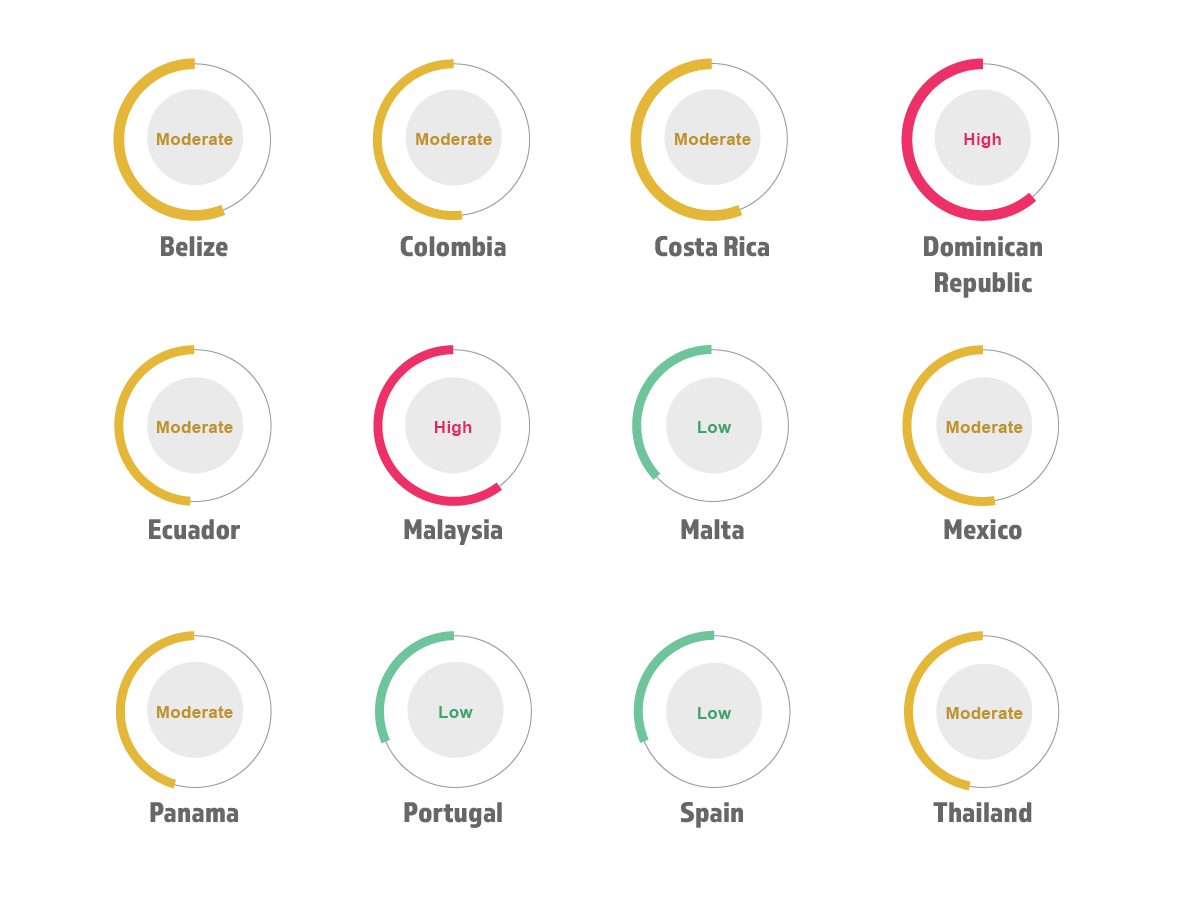 Moderate
Moderate
Moderate
High
Belize
Colombia
Costa Rica
Dominican
Republic
Moderate
High
Low
Moderate
Ecuador
Malaysia
Malta
Mexico
Moderate
Low
Low
Moderate
Panama
Portugal
Spain
Thailand